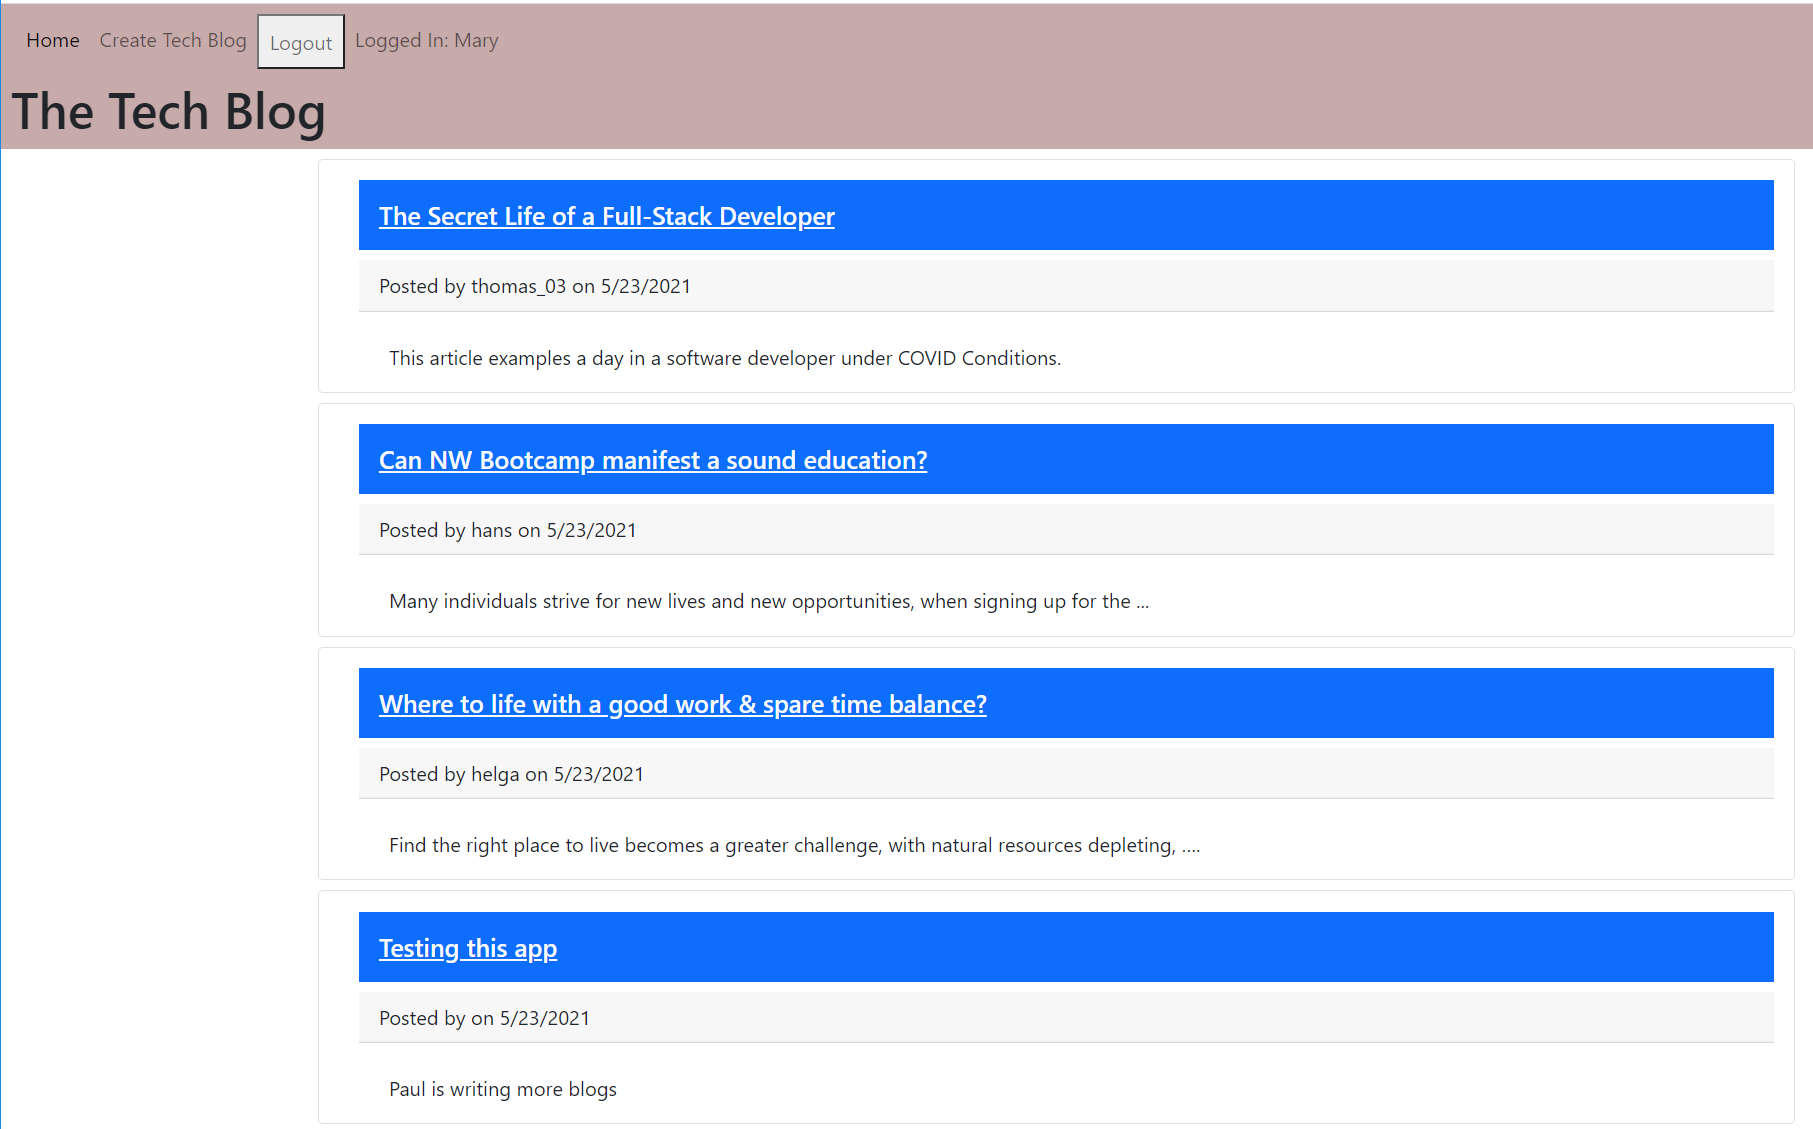 Home Create Tech Blog Logout Logged In: Mary
The Tech Blog
The Secret Life of a Full-Stack Developer
Posted by thomas_03 on 5/23/2021
This article examples a day in a software developer under COVID Conditions.
Can NW Bootcamp manifest a sound education?
Posted by hans on 5/23/2021
Many individuals strive for new lives and new opportunities, when signing up for the ...
Where to life with a good work & spare time balance?
Posted by helga on 5/23/2021
Find the right place to live becomes a greater challenge, with natural resources depleting, ....
Testing this app
Posted by on 5/23/2021
Paul is writing more blogs